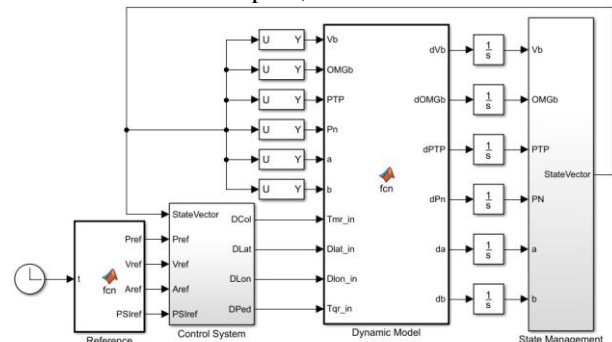 U Y Vb dVb 1/s Vb
U Y OMGb dOMGb 1/s OMGb
U Y PTP dPTP 1/s PTP
U Y Pn dPn 1/s PN
U Y a da 1/s a
U Y b db 1/s b
fcn
StateVector
StateVector DCol Tmr_in
Pref Pref DLat Dlat_in
t fcn Vref Vref DLon Dlon_in
Aref Aref DPed Tqr_in
PSIref PSIref
Reference
Control System
Dynamic Model
State Management